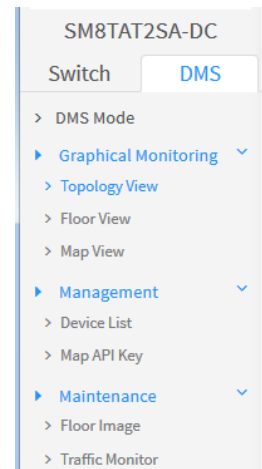 SM8TAT2SA-DC
Switch DMS
DMS Mode
Graphical Monitoring
Topology View
Floor View
Map View
Management
Device List
Map API Key
Maintenance
Floor Image
Traffic Monitor